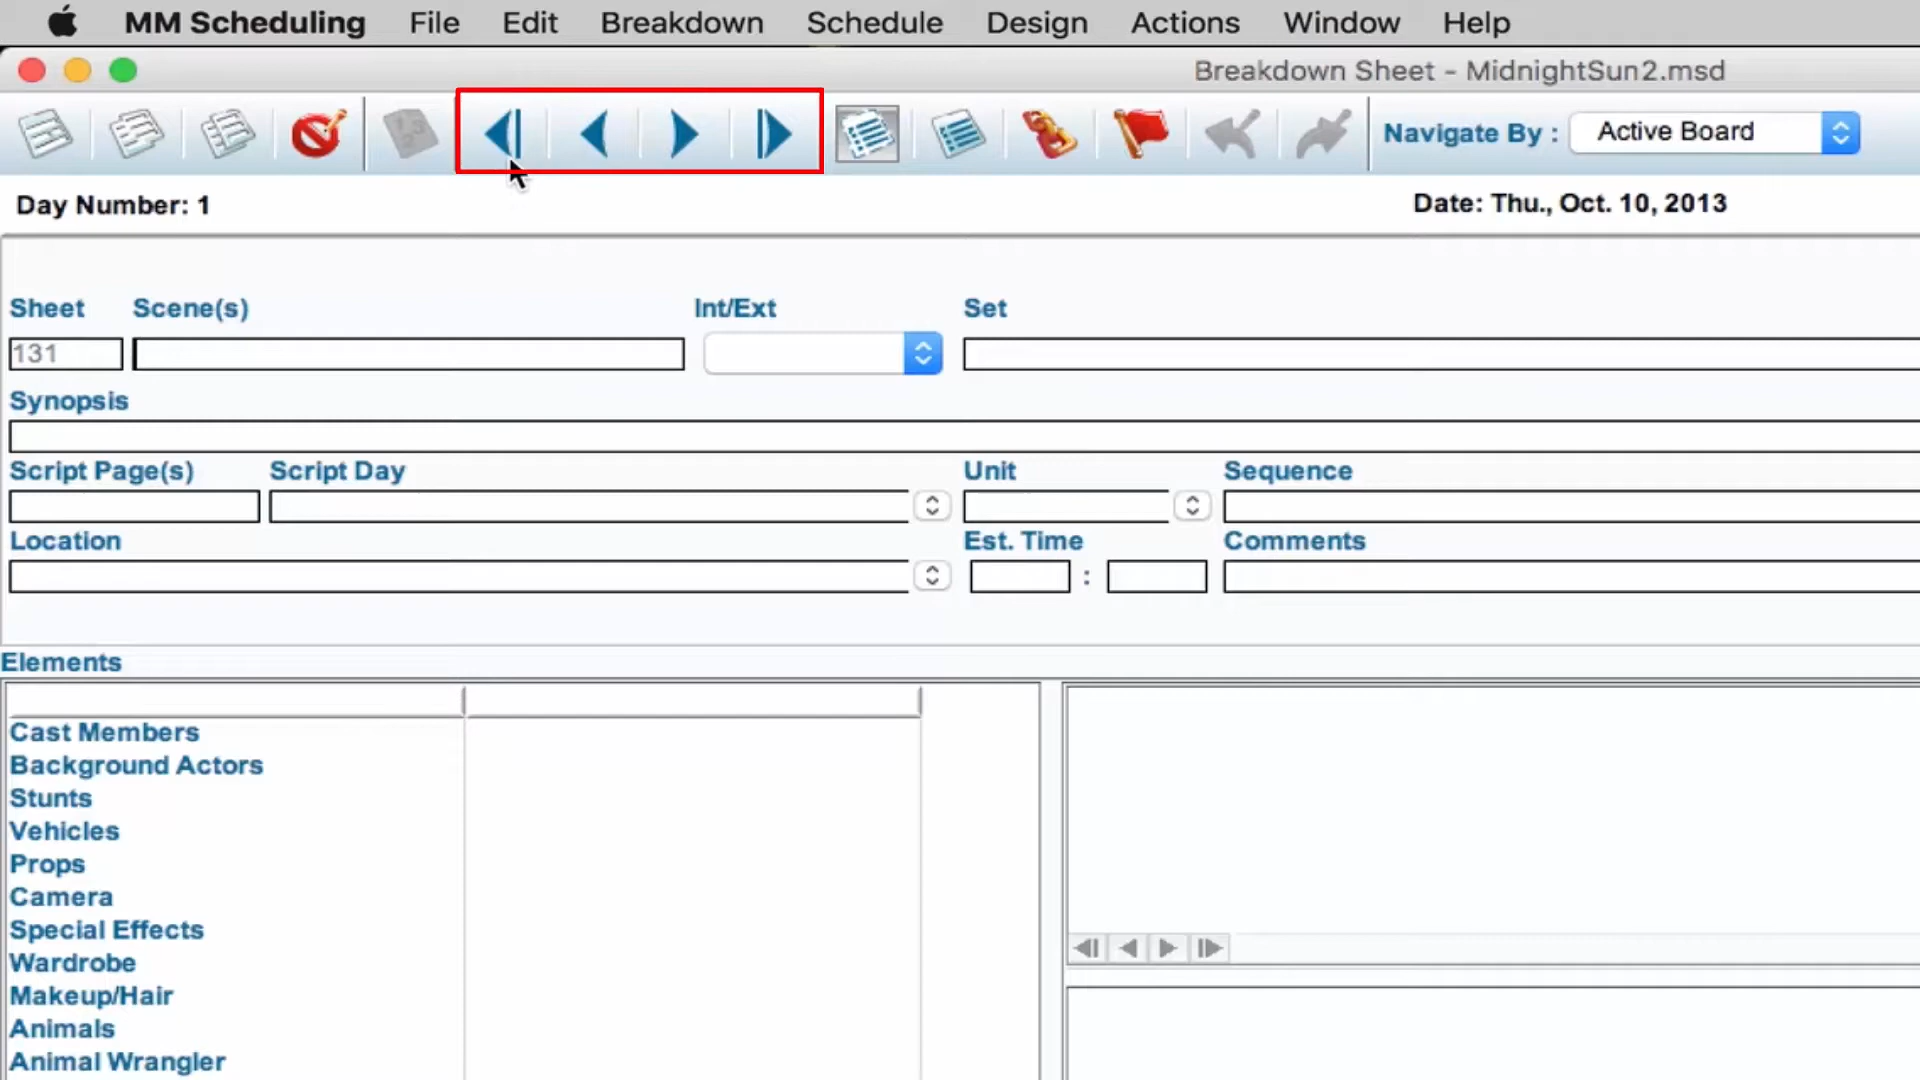 MM Scheduling File Edit Breakdown Schedule Design Actions Window Help
Breakdown Sheet - MidnightSun2.msd
Navigate By : Active Board
Day Number: 1 Date: Thu., Oct. 10, 2013
Sheet Scene(s) Int/Ext Set
131
Synopsis
Script Page(s) Script Day Unit Sequence
Location Est. Time Comments
:
Elements
Cast Members
Background Actors
Stunts
Vehicles
Props
Camera
Special Effects
Wardrobe
Makeup/Hair
Animals
Animal Wrangler